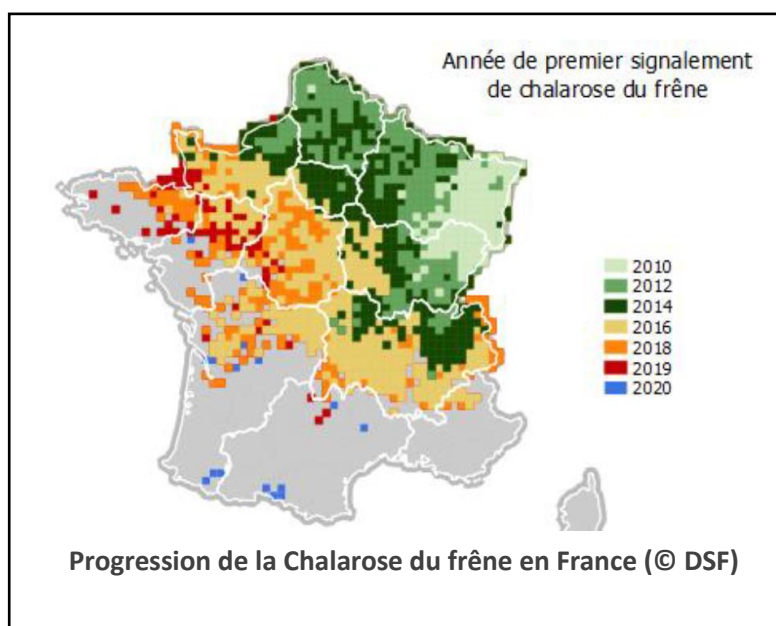 Année de premier signalement
de chalarose du frêne
2010
2012
2014
2016
2018
2019
2020
Progression de la Chalarose du frêne en France (© DSF)